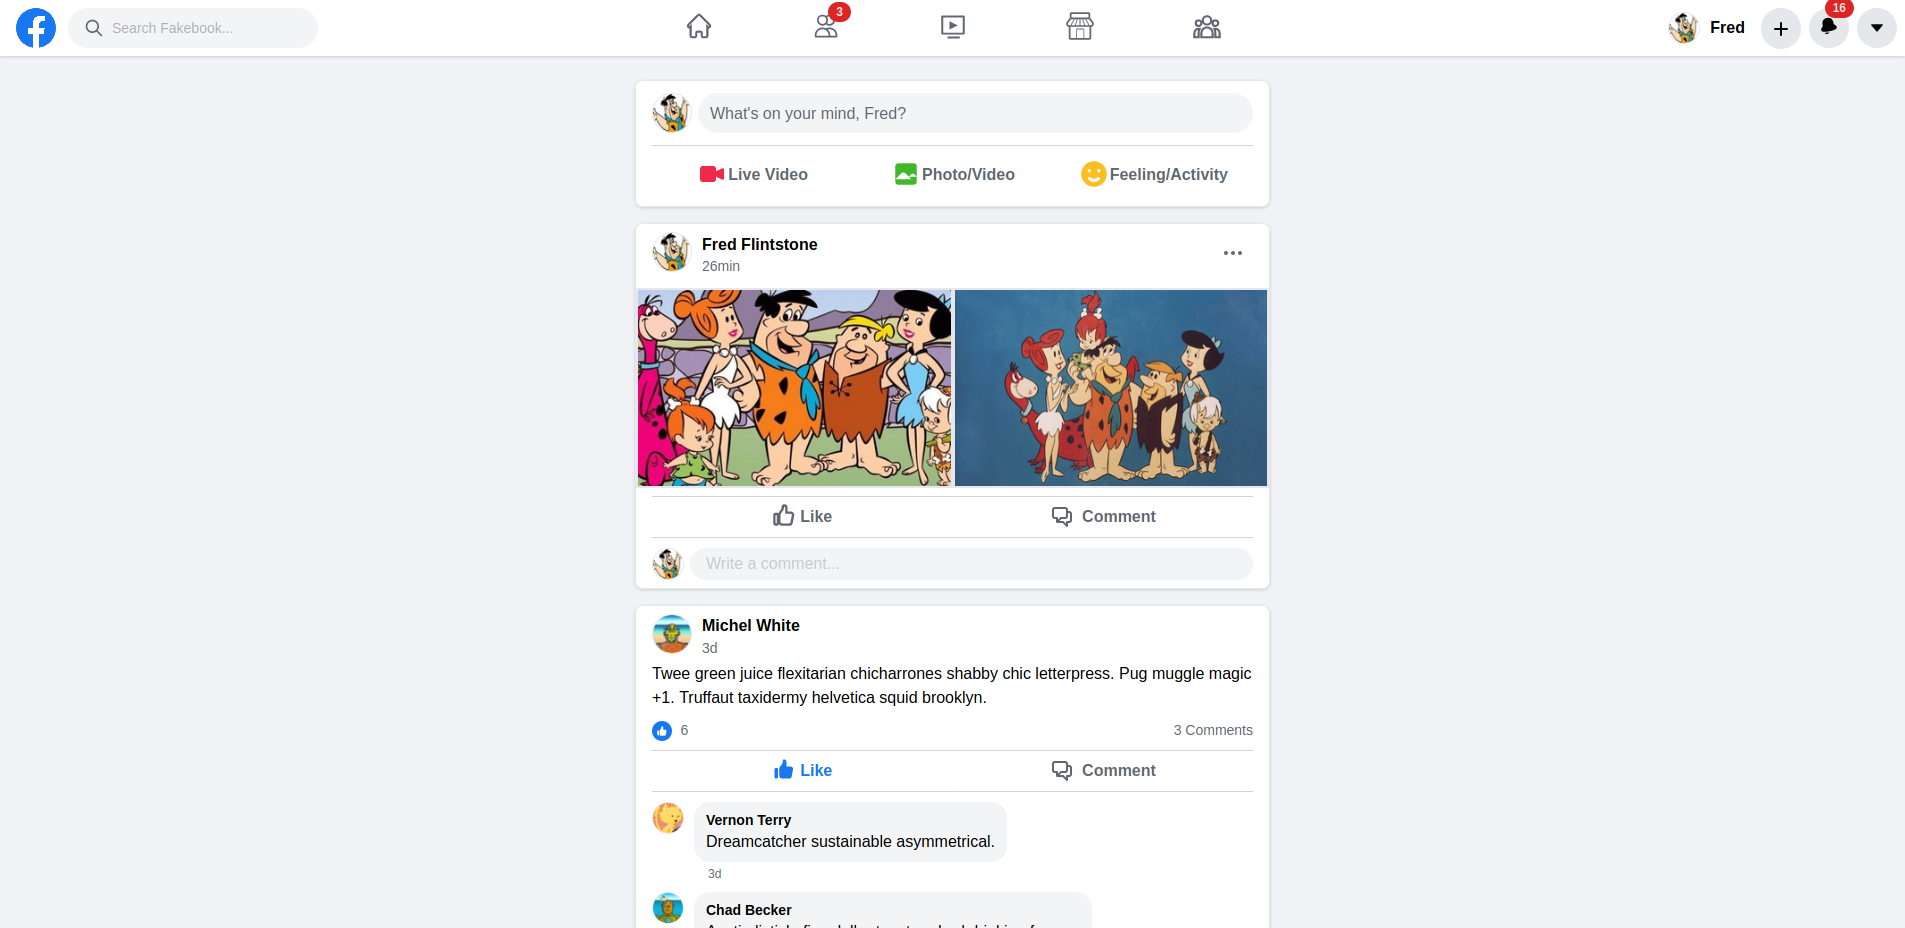 Search Fakebook...
3
Fred
16
What's on your mind, Fred?
Live Video
Photo/Video
Feeling/Activity
Fred Flintstone
26min
Like
Comment
Write a comment...
Michel White
3d
Twee green juice flexitarian chicharrones shabby chic letterpress. Pug muggle magic
+1. Truffaut taxidermy helvetica squid brooklyn.
6
3 Comments
Like
Comment
Vernon Terry
Dreamcatcher sustainable asymmetrical.
3d
Chad Becker